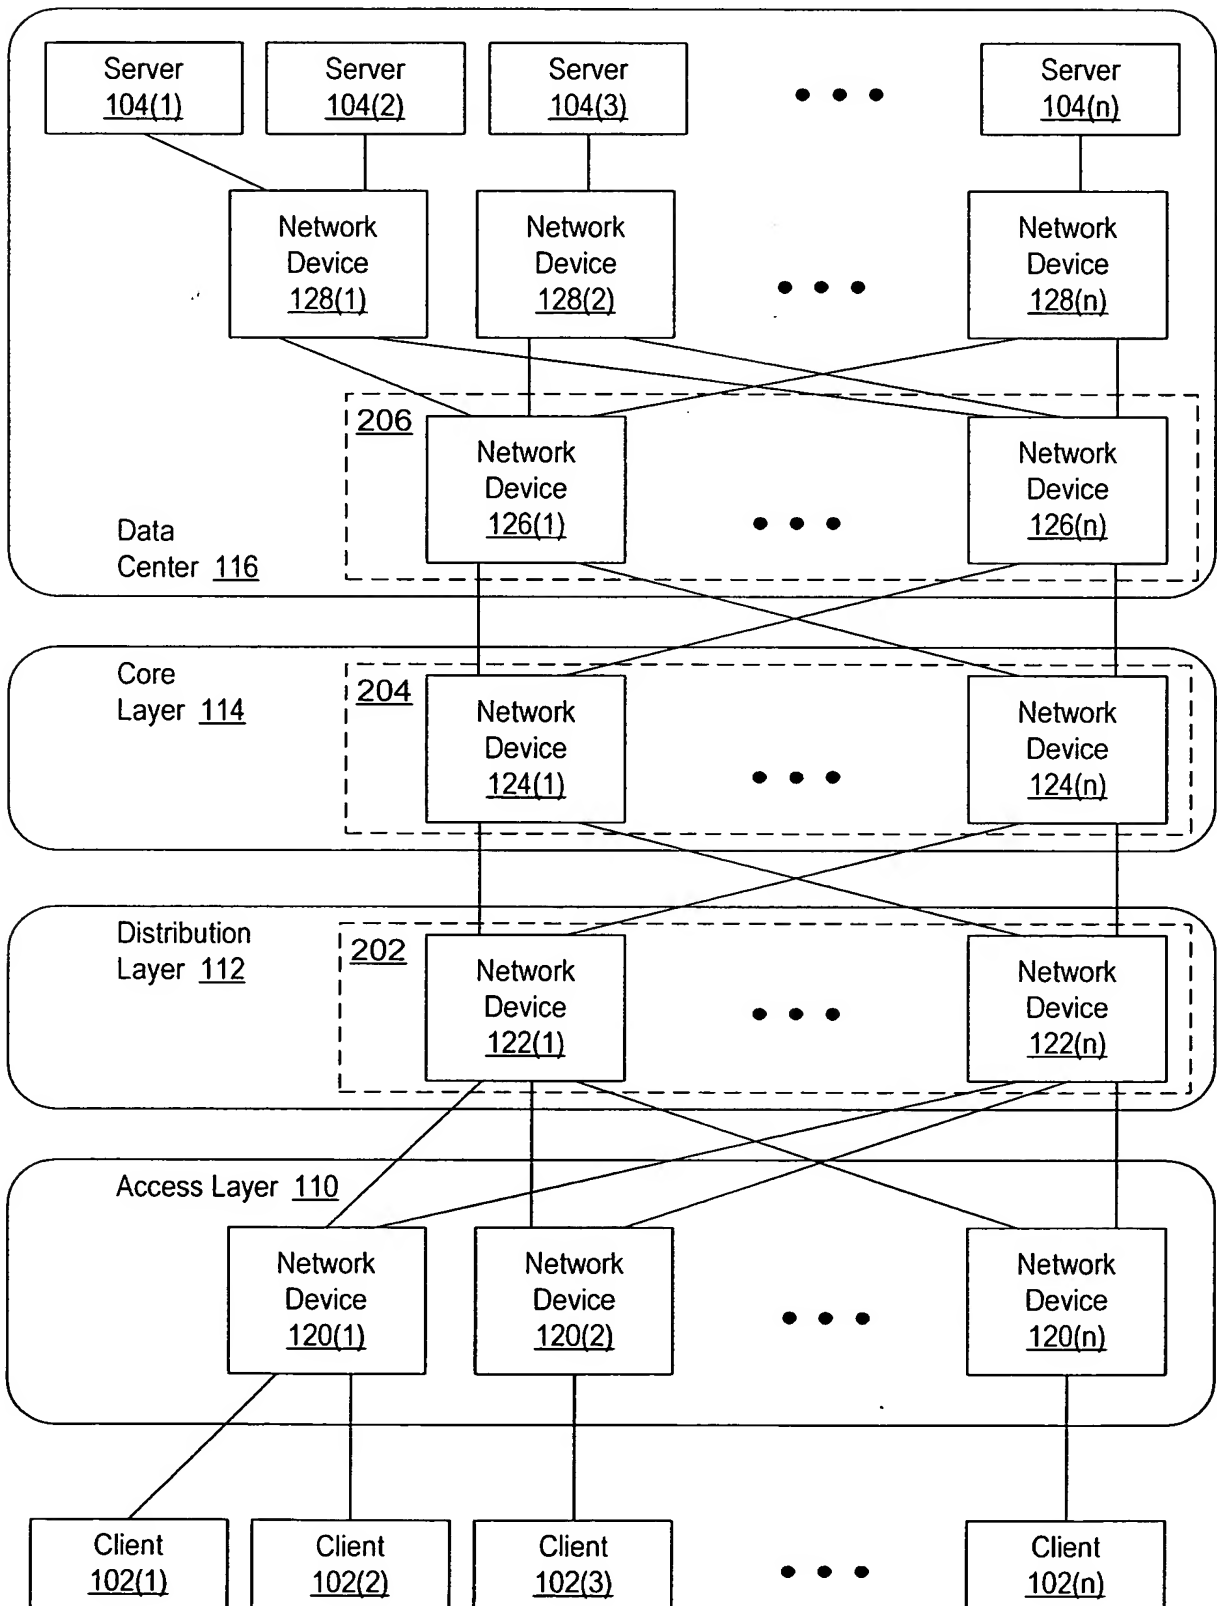 Server
104(1)
Server
104(2)
Server
104(3)
Server
104(n)
Network
Device
128(1)
Network
Device
128(2)
Network
Device
128(n)
206
Network
Device
126(1)
Network
Device
126(n)
Data
Center 116
Core
Layer 114
204
Network
Device
124(1)
Network
Device
124(n)
Distribution
Layer 112
202
Network
Device
122(1)
Network
Device
122(n)
Access Layer 110
Network
Device
120(1)
Network
Device
120(2)
Network
Device
120(n)
Client
102(1)
Client
102(2)
Client
102(3)
Client
102(n)